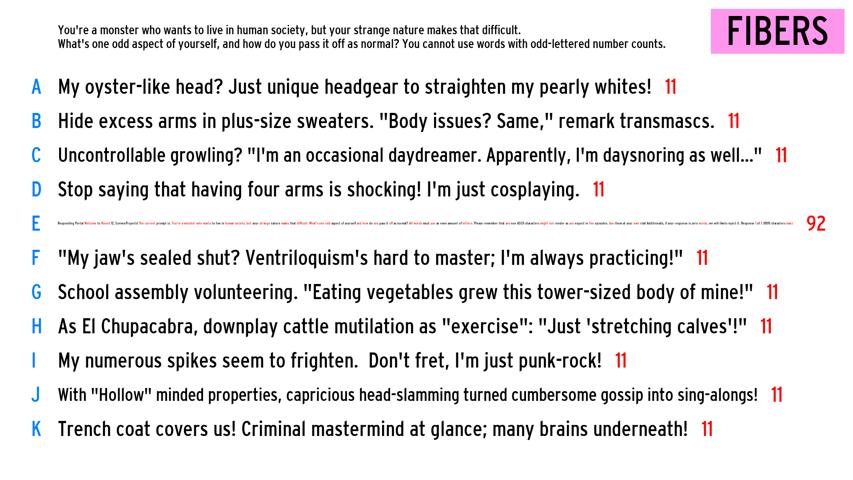 You're a monster who wants to live in human society, but your strange nature makes that difficult.
What's one odd aspect of yourself, and how do you pass it off as normal? You cannot use words with odd-lettered number counts.
FIBERS
A My oyster-like head? Just unique headgear to straighten my pearly whites! 11
B Hide excess arms in plus-size sweaters. "Body issues? Same," remark transmascs. 11
C Uncontrollable growling? "I'm an occasional daydreamer. Apparently, I'm daysnoring as well..." 11
D Stop saying that having four arms is shocking! I'm just cosplaying. 11
E 92
F "My jaw's sealed shut? Ventriloquism's hard to master; I'm always practicing!" 11
G School assembly volunteering. "Eating vegetables grew this tower-sized body of mine!" 11
H As El Chupacabra, downplay cattle mutilation as "exercise": "Just 'stretching calves'!" 11
I My numerous spikes seem to frighten. Don't fret, I'm just punk-rock! 11
J With "Hollow" minded properties, capricious head-slamming turned cumbersome gossip into sing-alongs! 11
K Trench coat covers us! Criminal mastermind at glance; many brains underneath! 11